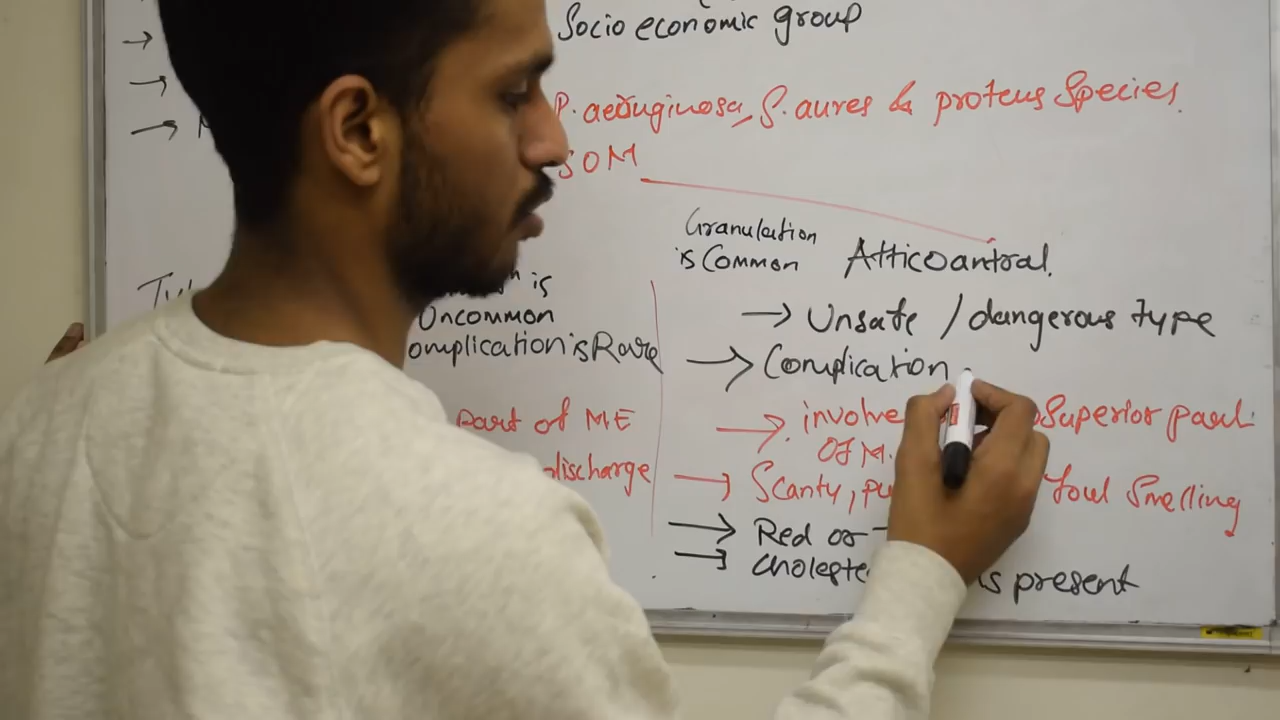 Socio economic group
P. aeruginosa, S. aures & proteus Species.
SOM
Granulation
is Common
Atticoantral.
is
Uncommon
omplication is Rare
→ Unsafe / dangerous type
→ Complication
part of ME
→ involve Superior part
Of M.
discharge
→ Scanty, pu foul Smelling
→ Red or
→ Choleste is present